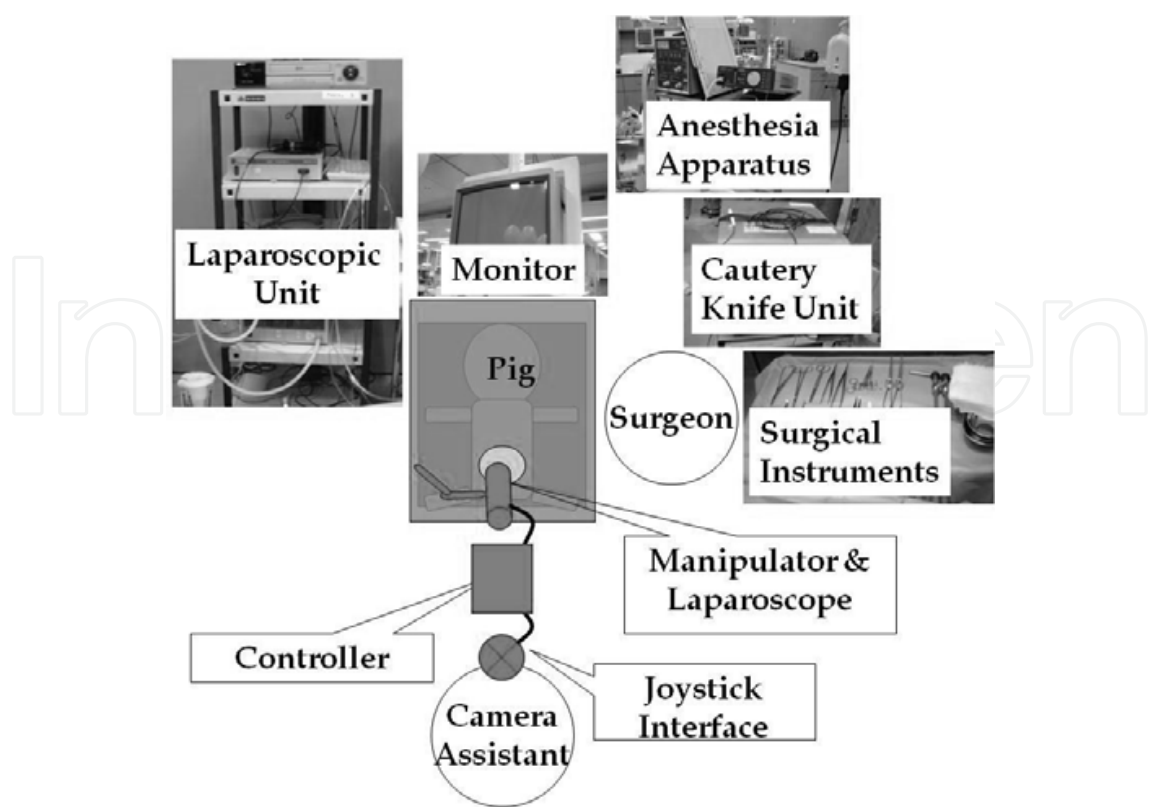 Anesthesia
Apparatus
Laparoscopic
Unit
Monitor
Cautery
Knife Unit
Pig
Surgeon
Surgical
Instruments
Manipulator &
Laparoscope
Controller
Joystick
Interface
Camera
Assistant